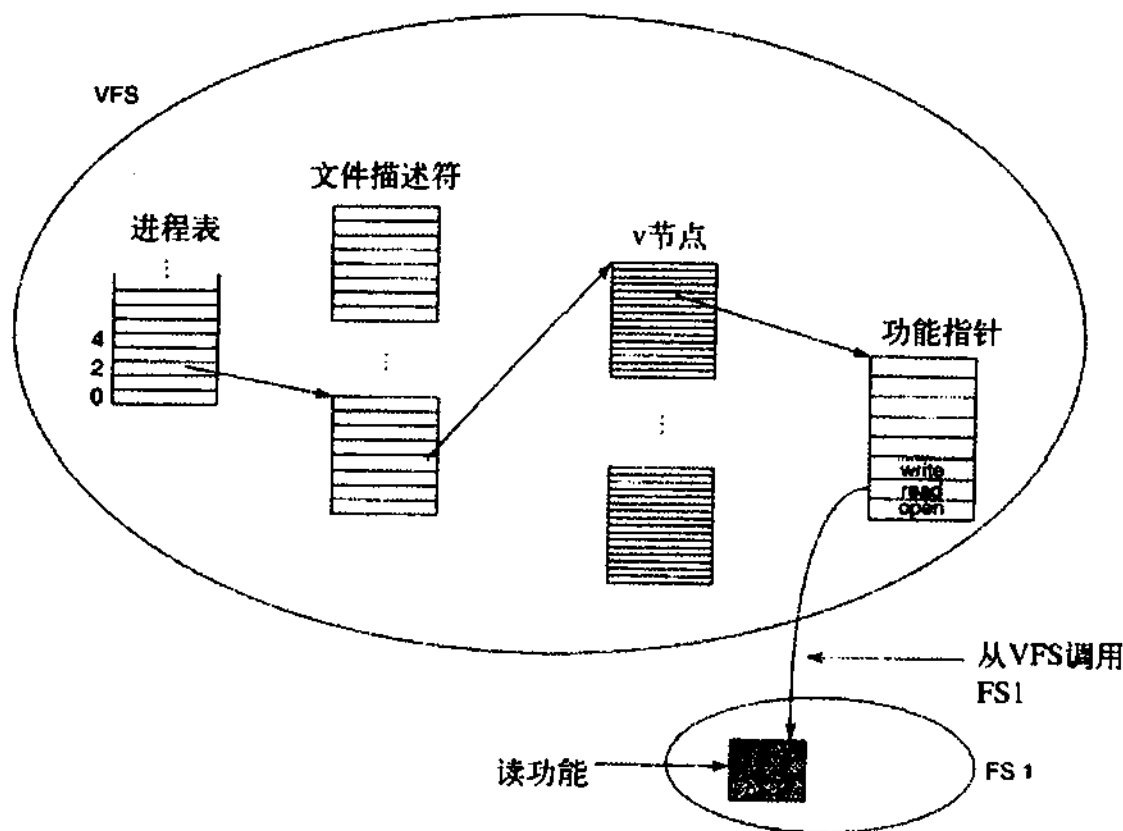 VFS
文件描述符
进程表
v节点
功能指针
4
2
0
write
read
open
从VFS调用
FS1
读功能
FS 1